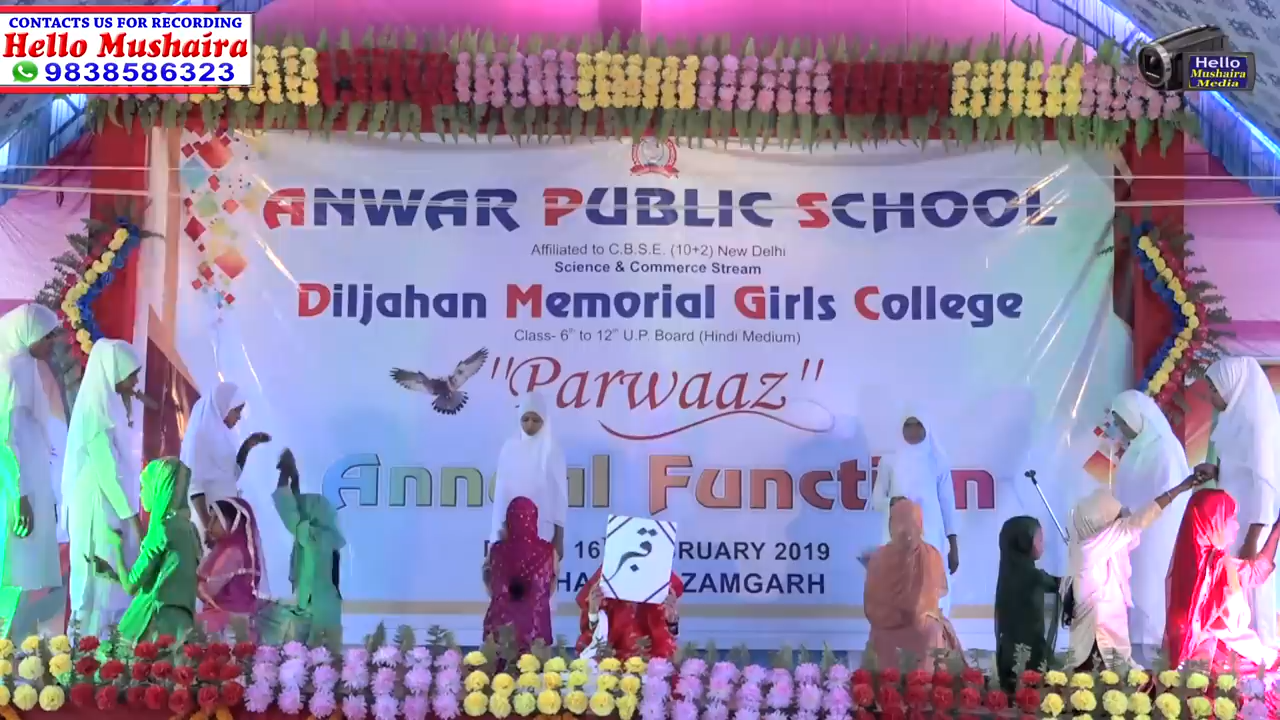 CONTACTS US FOR RECORDING
Hello Mushaira
9838586323
Hello
Mushaira
Media
ANWAR PUBLIC SCHOOL
Affiliated to C.B.S.E. (10+2) New Delhi
Science & Commerce Stream
Diljahan Memorial Girls College
Class- 6th to 12th U.P. Board (Hindi Medium)
"Parwaaz"
Annual Function
16 RUARY 2019
ZAMGARH
قبر